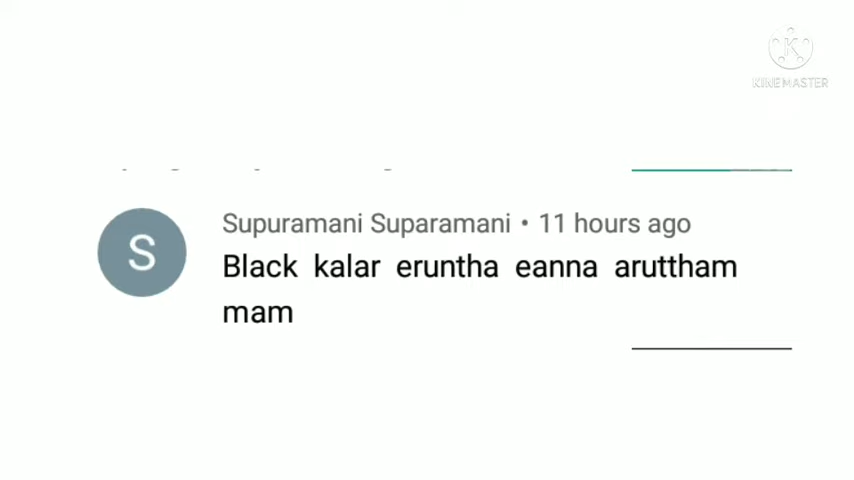 KINEMASTER
Supuramani Suparamani • 11 hours ago
S
Black kalar eruntha eanna aruttham
mam